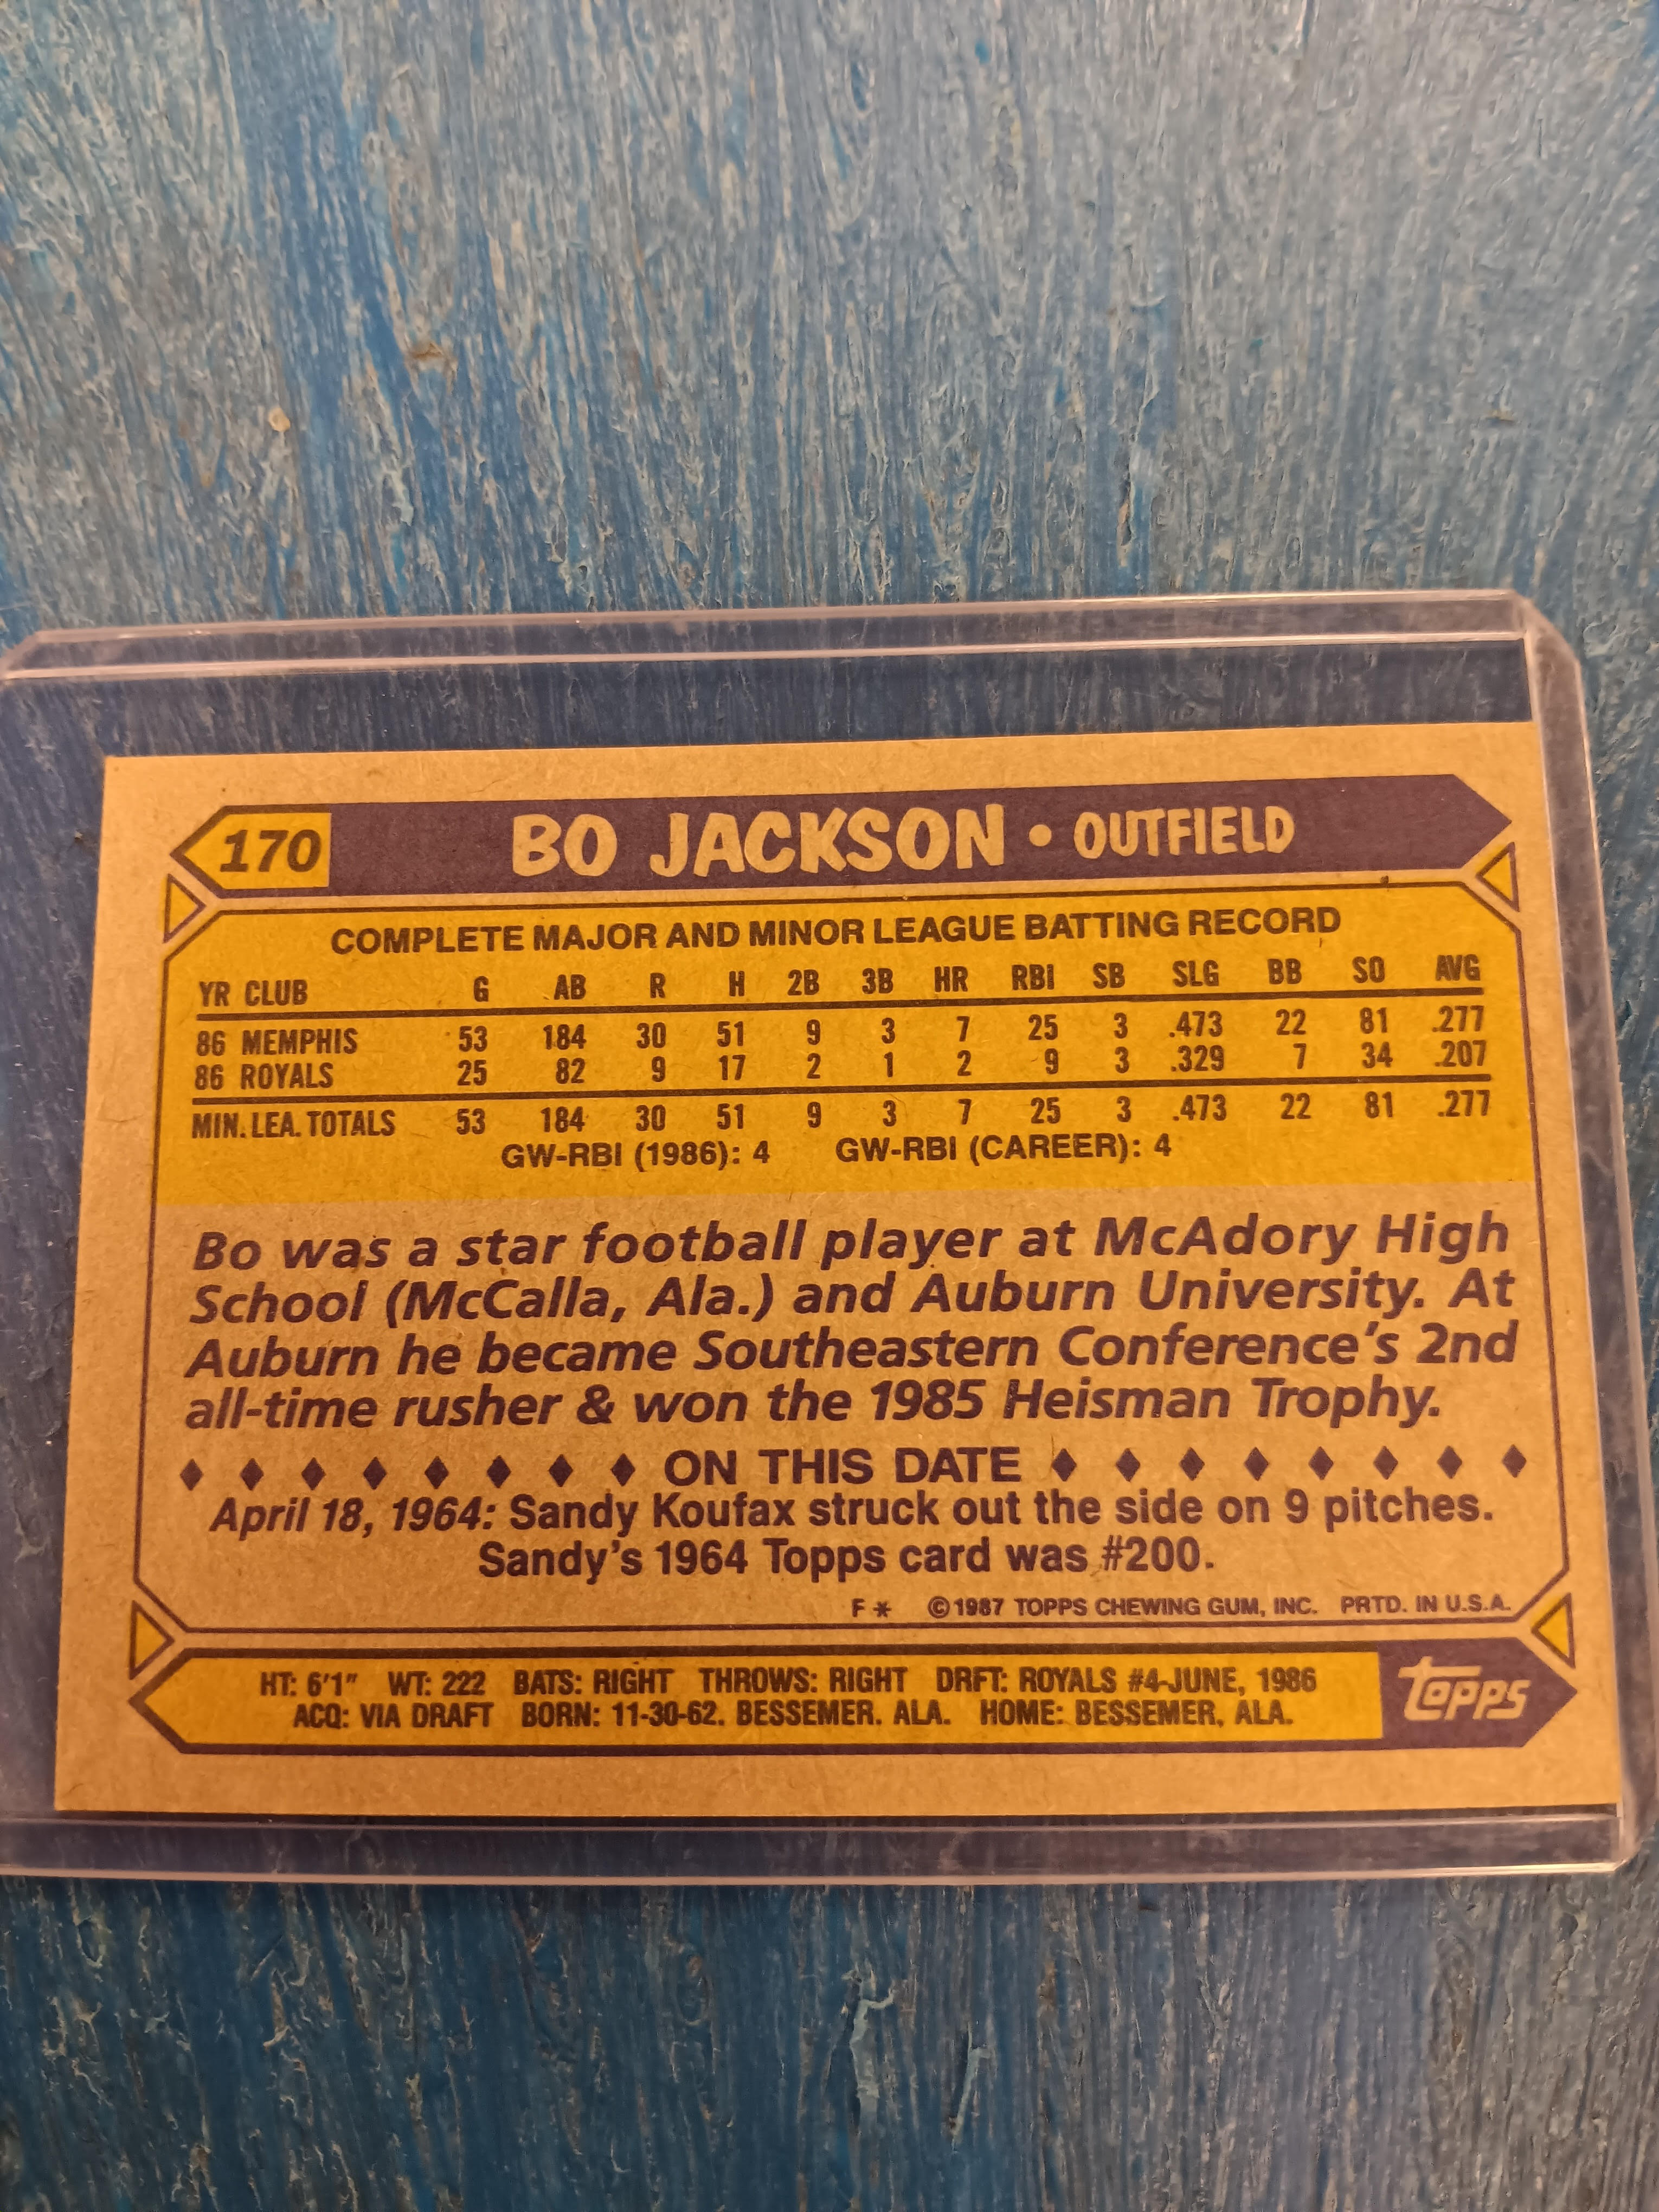 170 BO JACKSON • OUTFIELD
COMPLETE MAJOR AND MINOR LEAGUE BATTING RECORD
YR CLUB G AB R H 2B 3B HR RBI SB SLG BB SO AVG
86 MEMPHIS 53 184 30 51 9 3 7 25 3 .473 22 81 .277
86 ROYALS 25 82 9 17 2 1 2 9 3 .329 7 34 .207
MIN. LEA. TOTALS 53 184 30 51 9 3 7 25 3 .473 22 81 .277
GW-RBI (1986): 4 GW-RBI (CAREER): 4
Bo was a star football player at McAdory High
School (McCalla, Ala.) and Auburn University. At
Auburn he became Southeastern Conference's 2nd
all-time rusher & won the 1985 Heisman Trophy.
♦ ♦ ♦ ♦ ♦ ♦ ♦ ♦ ON THIS DATE ♦ ♦ ♦ ♦ ♦ ♦ ♦ ♦
April 18, 1964: Sandy Koufax struck out the side on 9 pitches.
Sandy's 1964 Topps card was #200.
F* ©1987 TOPPS CHEWING GUM, INC. PRTD. IN U.S.A.
HT: 6'1" WT: 222 BATS: RIGHT THROWS: RIGHT DRFT: ROYALS #4-JUNE, 1986
ACQ: VIA DRAFT BORN: 11-30-62, BESSEMER, ALA. HOME: BESSEMER, ALA.
Topps